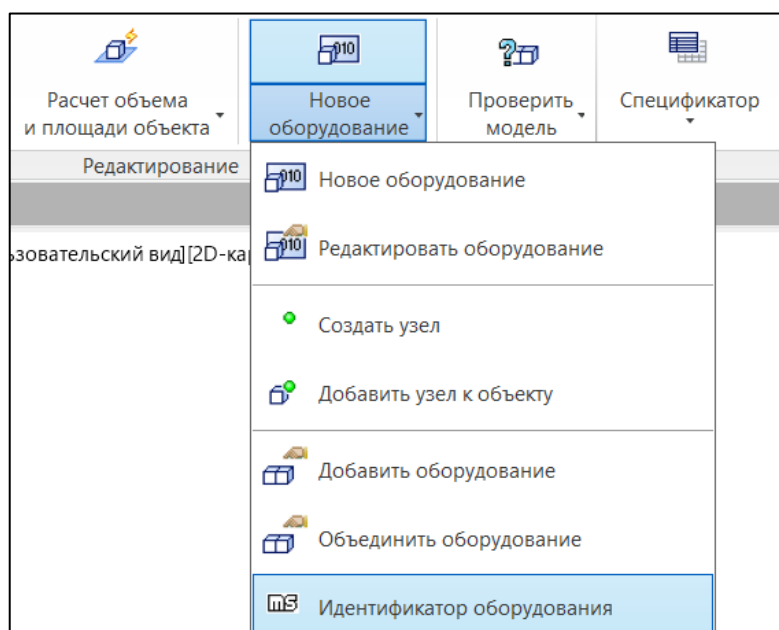 Расчет объема
и площади объекта
Новое
оборудование
Проверить
модель
Спецификатор
Редактирование
зовательский вид][2D-ка
Новое оборудование
Редактировать оборудование
Создать узел
Добавить узел к объекту
Добавить оборудование
Объединить оборудование
Идентификатор оборудования